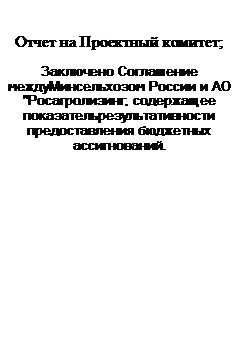 Отчет на Проектный комитет;
Заключено Соглашение
междуМинсельхозом России и АО
"Росагролизинг, содержащее
показательрезультативности
предоставления бюджетных
ассигнований.